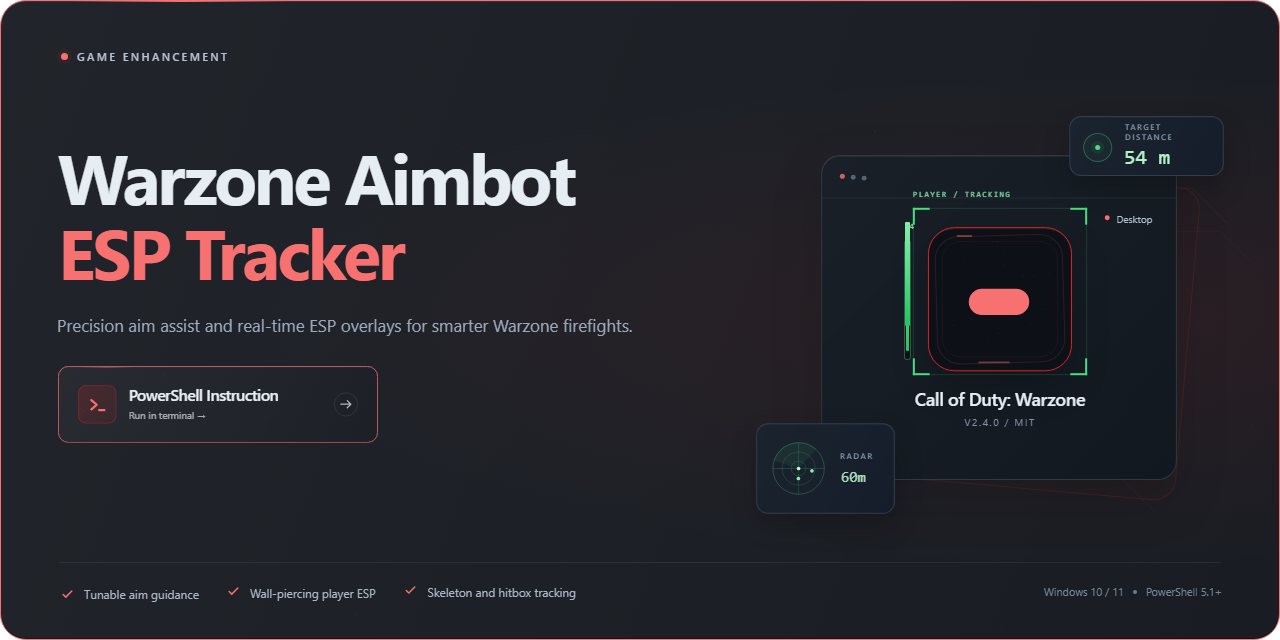 GAME ENHANCEMENT
Warzone Aimbot
ESP Tracker
Precision aim assist and real-time ESP overlays for smarter Warzone firefights.
PowerShell Instruction
Run in terminal →
TARGET
DISTANCE
54 m
PLAYER / TRACKING
Desktop
Call of Duty: Warzone
V2.4.0 / MIT
RADAR
60m
Tunable aim guidance
Wall-piercing player ESP
Skeleton and hitbox tracking
Windows 10 / 11 • PowerShell 5.1+